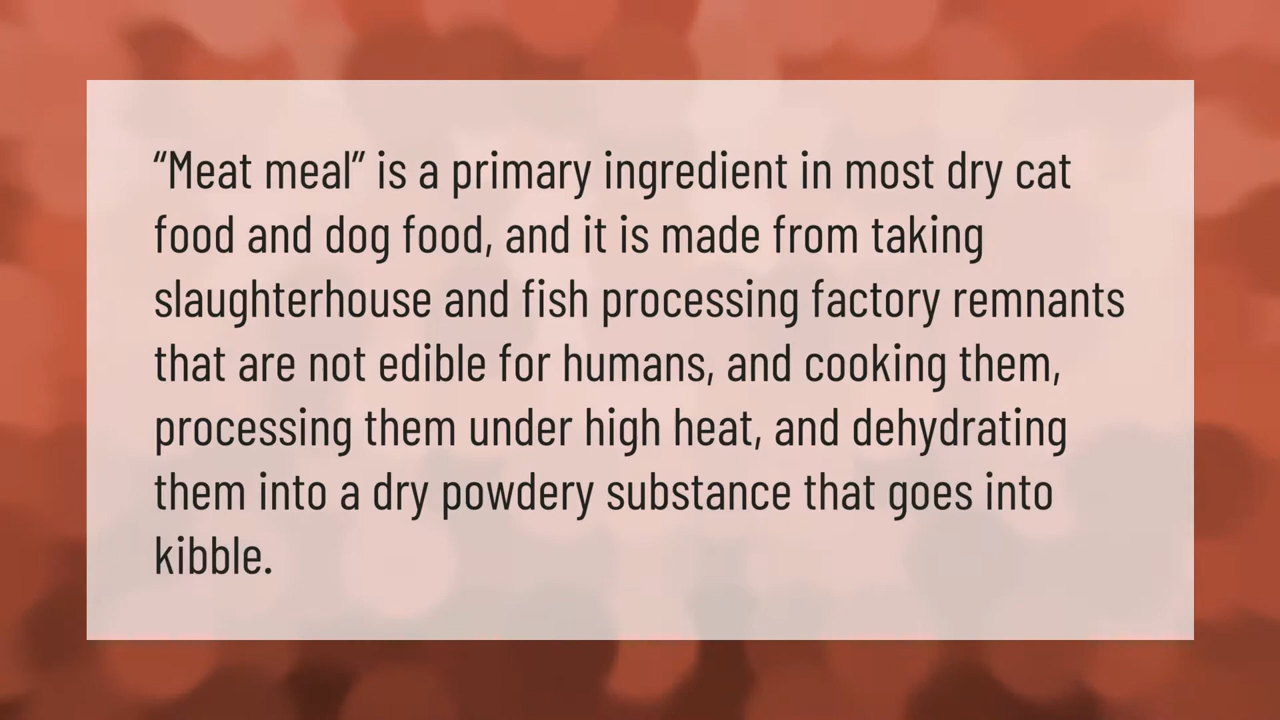 “Meat meal” is a primary ingredient in most dry cat
food and dog food, and it is made from taking
slaughterhouse and fish processing factory remnants
that are not edible for humans, and cooking them,
processing them under high heat, and dehydrating
them into a dry powdery substance that goes into
kibble.